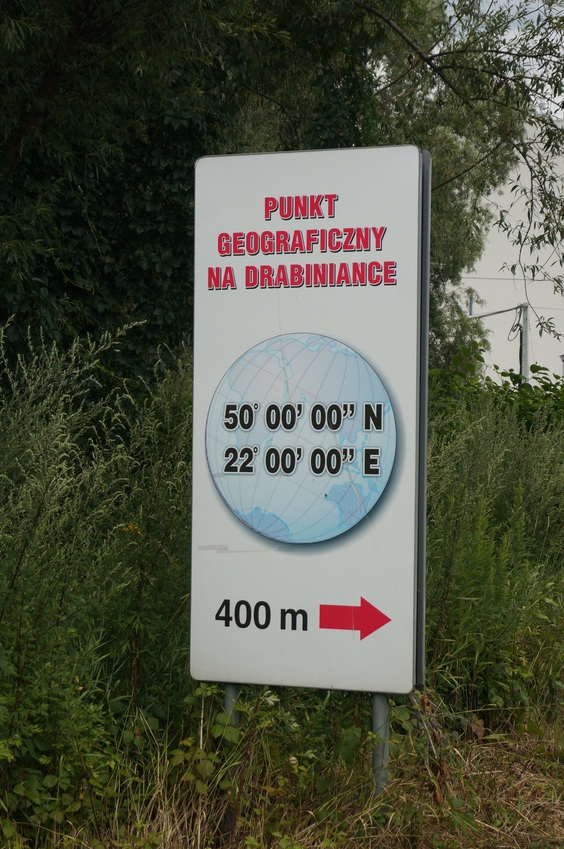 PUNKT
GEOGRAFICZNY
NA DRABINIANCE
50° 00’ 00” N
22° 00’ 00” E
400 m